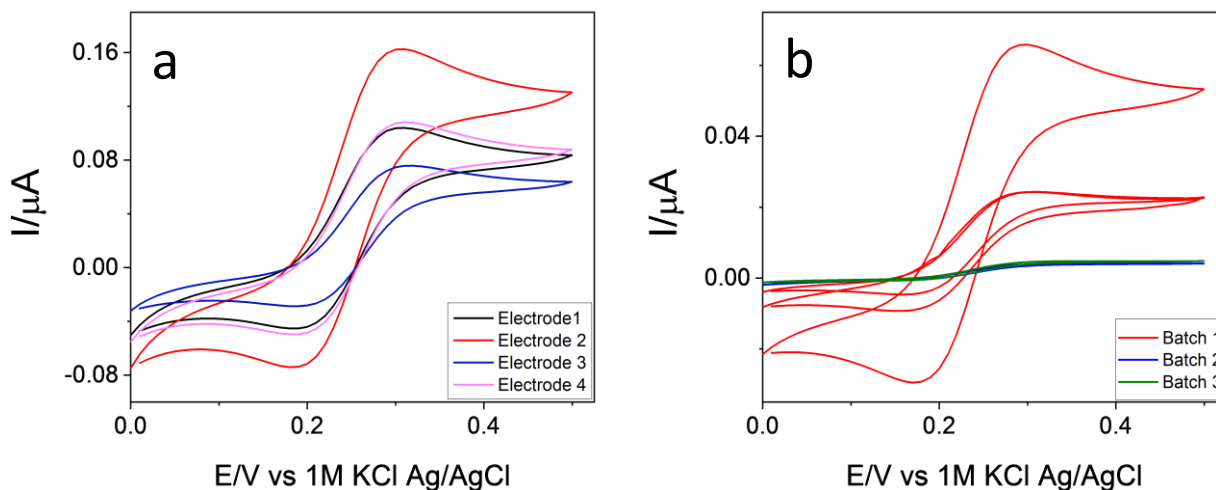 a
I/μA
0.16
0.08
0.00
-0.08
0.0
0.2
0.4
E/V vs 1M KCl Ag/AgCl
Electrode1
Electrode 2
Electrode 3
Electrode 4
b
I/μA
0.04
0.00
0.0
0.2
0.4
E/V vs 1M KCl Ag/AgCl
Batch 1
Batch 2
Batch 3